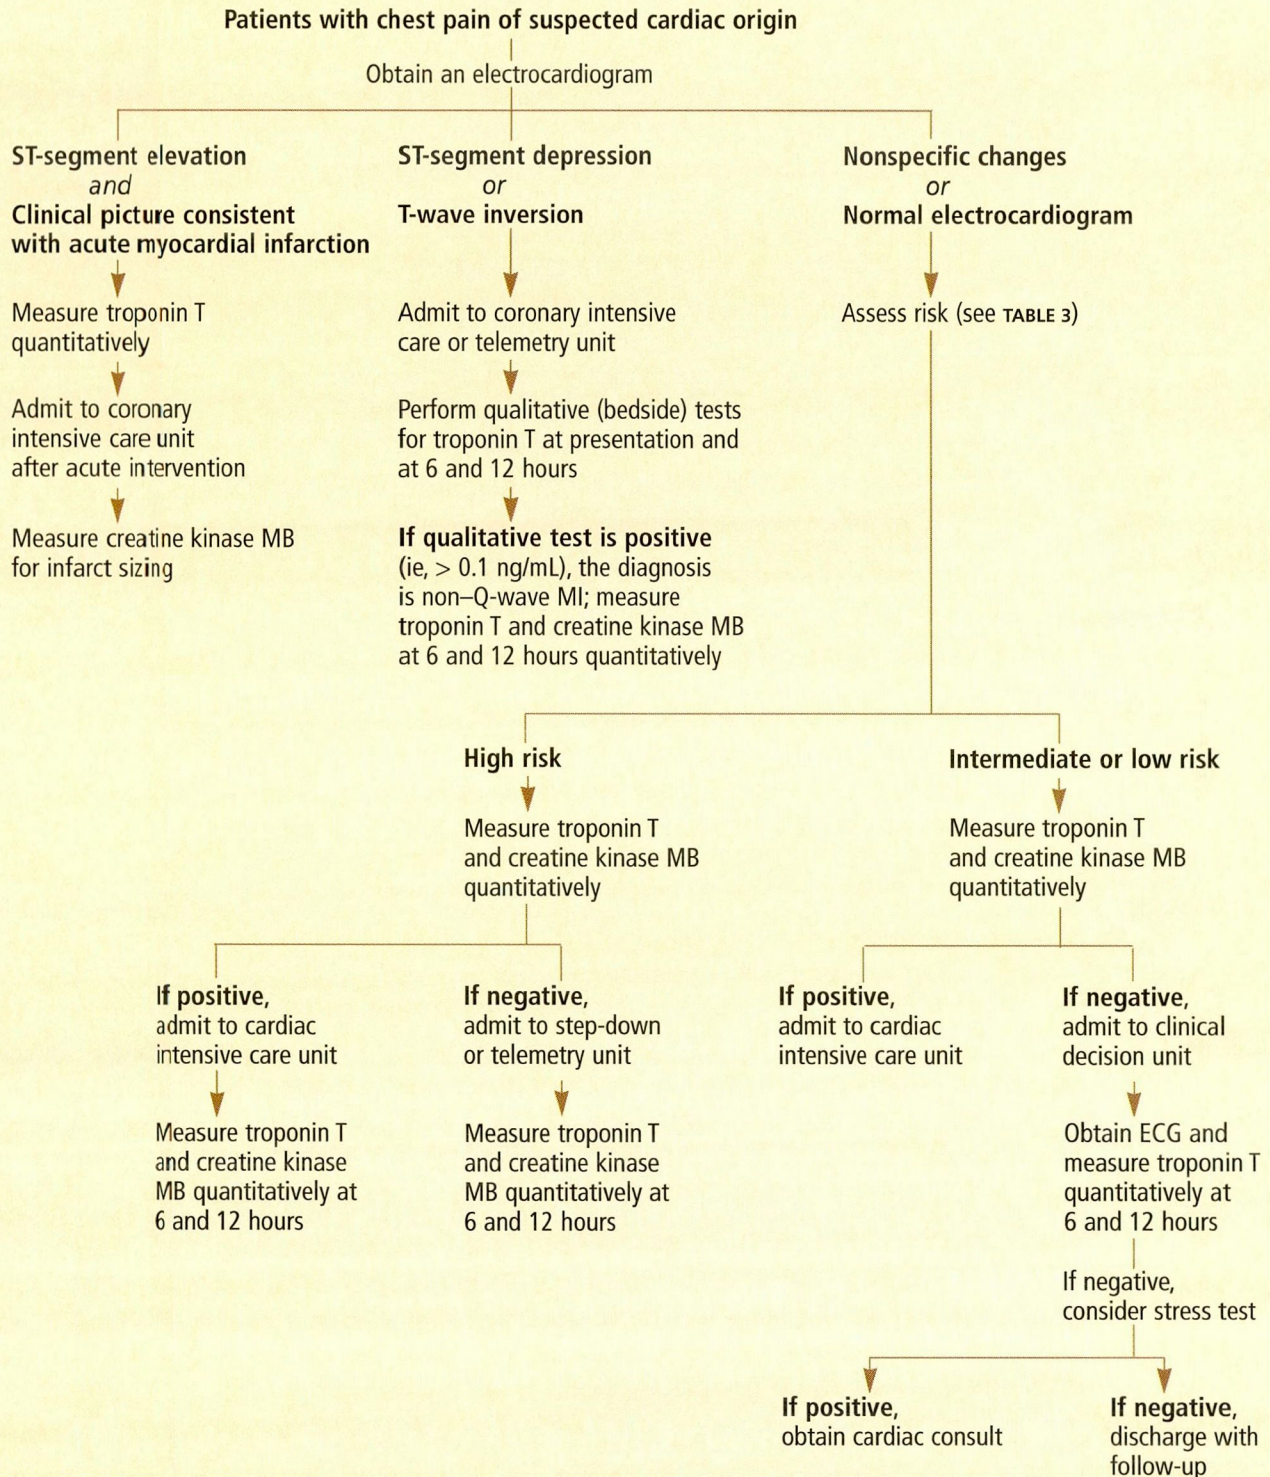 Patients with chest pain of suspected cardiac origin
Obtain an electrocardiogram
ST-segment elevation
and
Clinical picture consistent
with acute myocardial infarction
Measure troponin T
quantitatively
Admit to coronary
intensive care unit
after acute intervention
Measure creatine kinase MB
for infarct sizing
ST-segment depression
or
T-wave inversion
Admit to coronary intensive
care or telemetry unit
Perform qualitative (bedside) tests
for troponin T at presentation and
at 6 and 12 hours
If qualitative test is positive
(ie, > 0.1 ng/mL), the diagnosis
is non–Q-wave MI; measure
troponin T and creatine kinase MB
at 6 and 12 hours quantitatively
Nonspecific changes
or
Normal electrocardiogram
Assess risk (see TABLE 3)
High risk
Measure troponin T
and creatine kinase MB
quantitatively
If positive,
admit to cardiac
intensive care unit
Measure troponin T
and creatine kinase
MB quantitatively at
6 and 12 hours
If negative,
admit to step-down
or telemetry unit
Measure troponin T
and creatine kinase
MB quantitatively at
6 and 12 hours
Intermediate or low risk
Measure troponin T
and creatine kinase MB
quantitatively
If positive,
admit to cardiac
intensive care unit
If negative,
admit to clinical
decision unit
Obtain ECG and
measure troponin T
quantitatively at
6 and 12 hours
If negative,
consider stress test
If positive,
obtain cardiac consult
If negative,
discharge with
follow-up